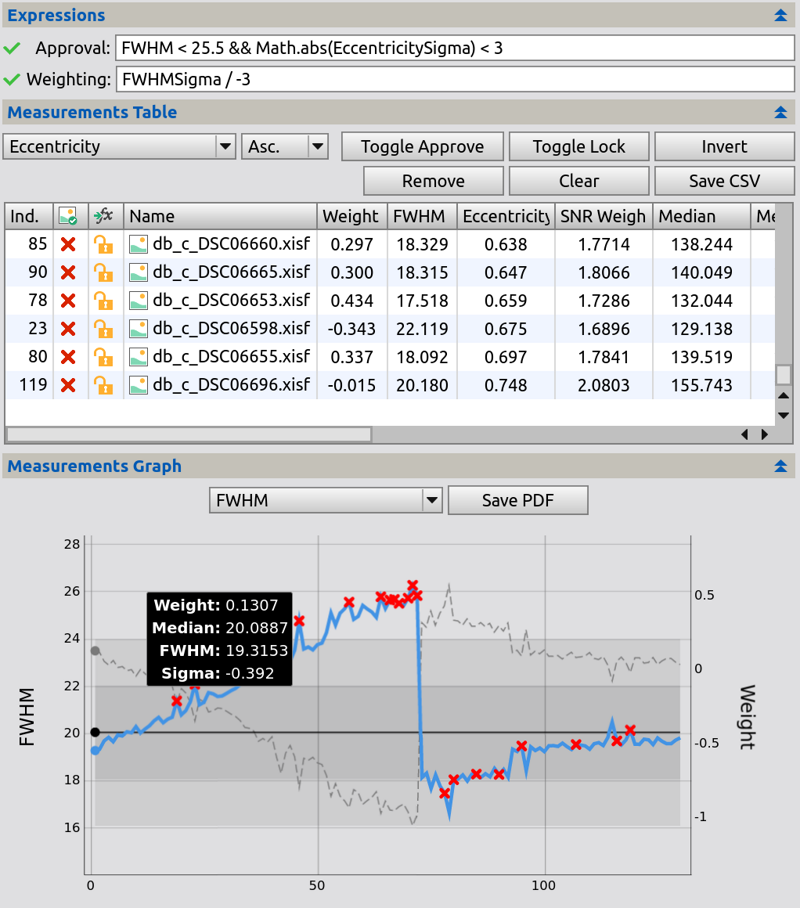 Expressions
Approval: FWHM < 25.5 && Math.abs(EccentricitySigma) < 3
Weighting: FWHMSigma / -3
Measurements Table
Eccentricity Asc. Toggle Approve Toggle Lock Invert
Remove Clear Save CSV
Ind. fx Name Weight FWHM Eccentricity SNR Weigh Median Me
85 db_c_DSC06660.xisf 0.297 18.329 0.638 1.7714 138.244
90 db_c_DSC06665.xisf 0.300 18.315 0.647 1.8066 140.049
78 db_c_DSC06653.xisf 0.434 17.518 0.659 1.7286 132.044
23 db_c_DSC06598.xisf -0.343 22.119 0.675 1.6896 129.138
80 db_c_DSC06655.xisf 0.337 18.092 0.697 1.7841 139.519
119 db_c_DSC06696.xisf -0.015 20.180 0.748 2.0803 155.743
Measurements Graph
FWHM Save PDF
28
26
24
22
20
18
16
FWHM
Weight: 0.1307
Median: 20.0887
FWHM: 19.3153
Sigma: -0.392
0.5
0
-0.5
-1
Weight
0 50 100